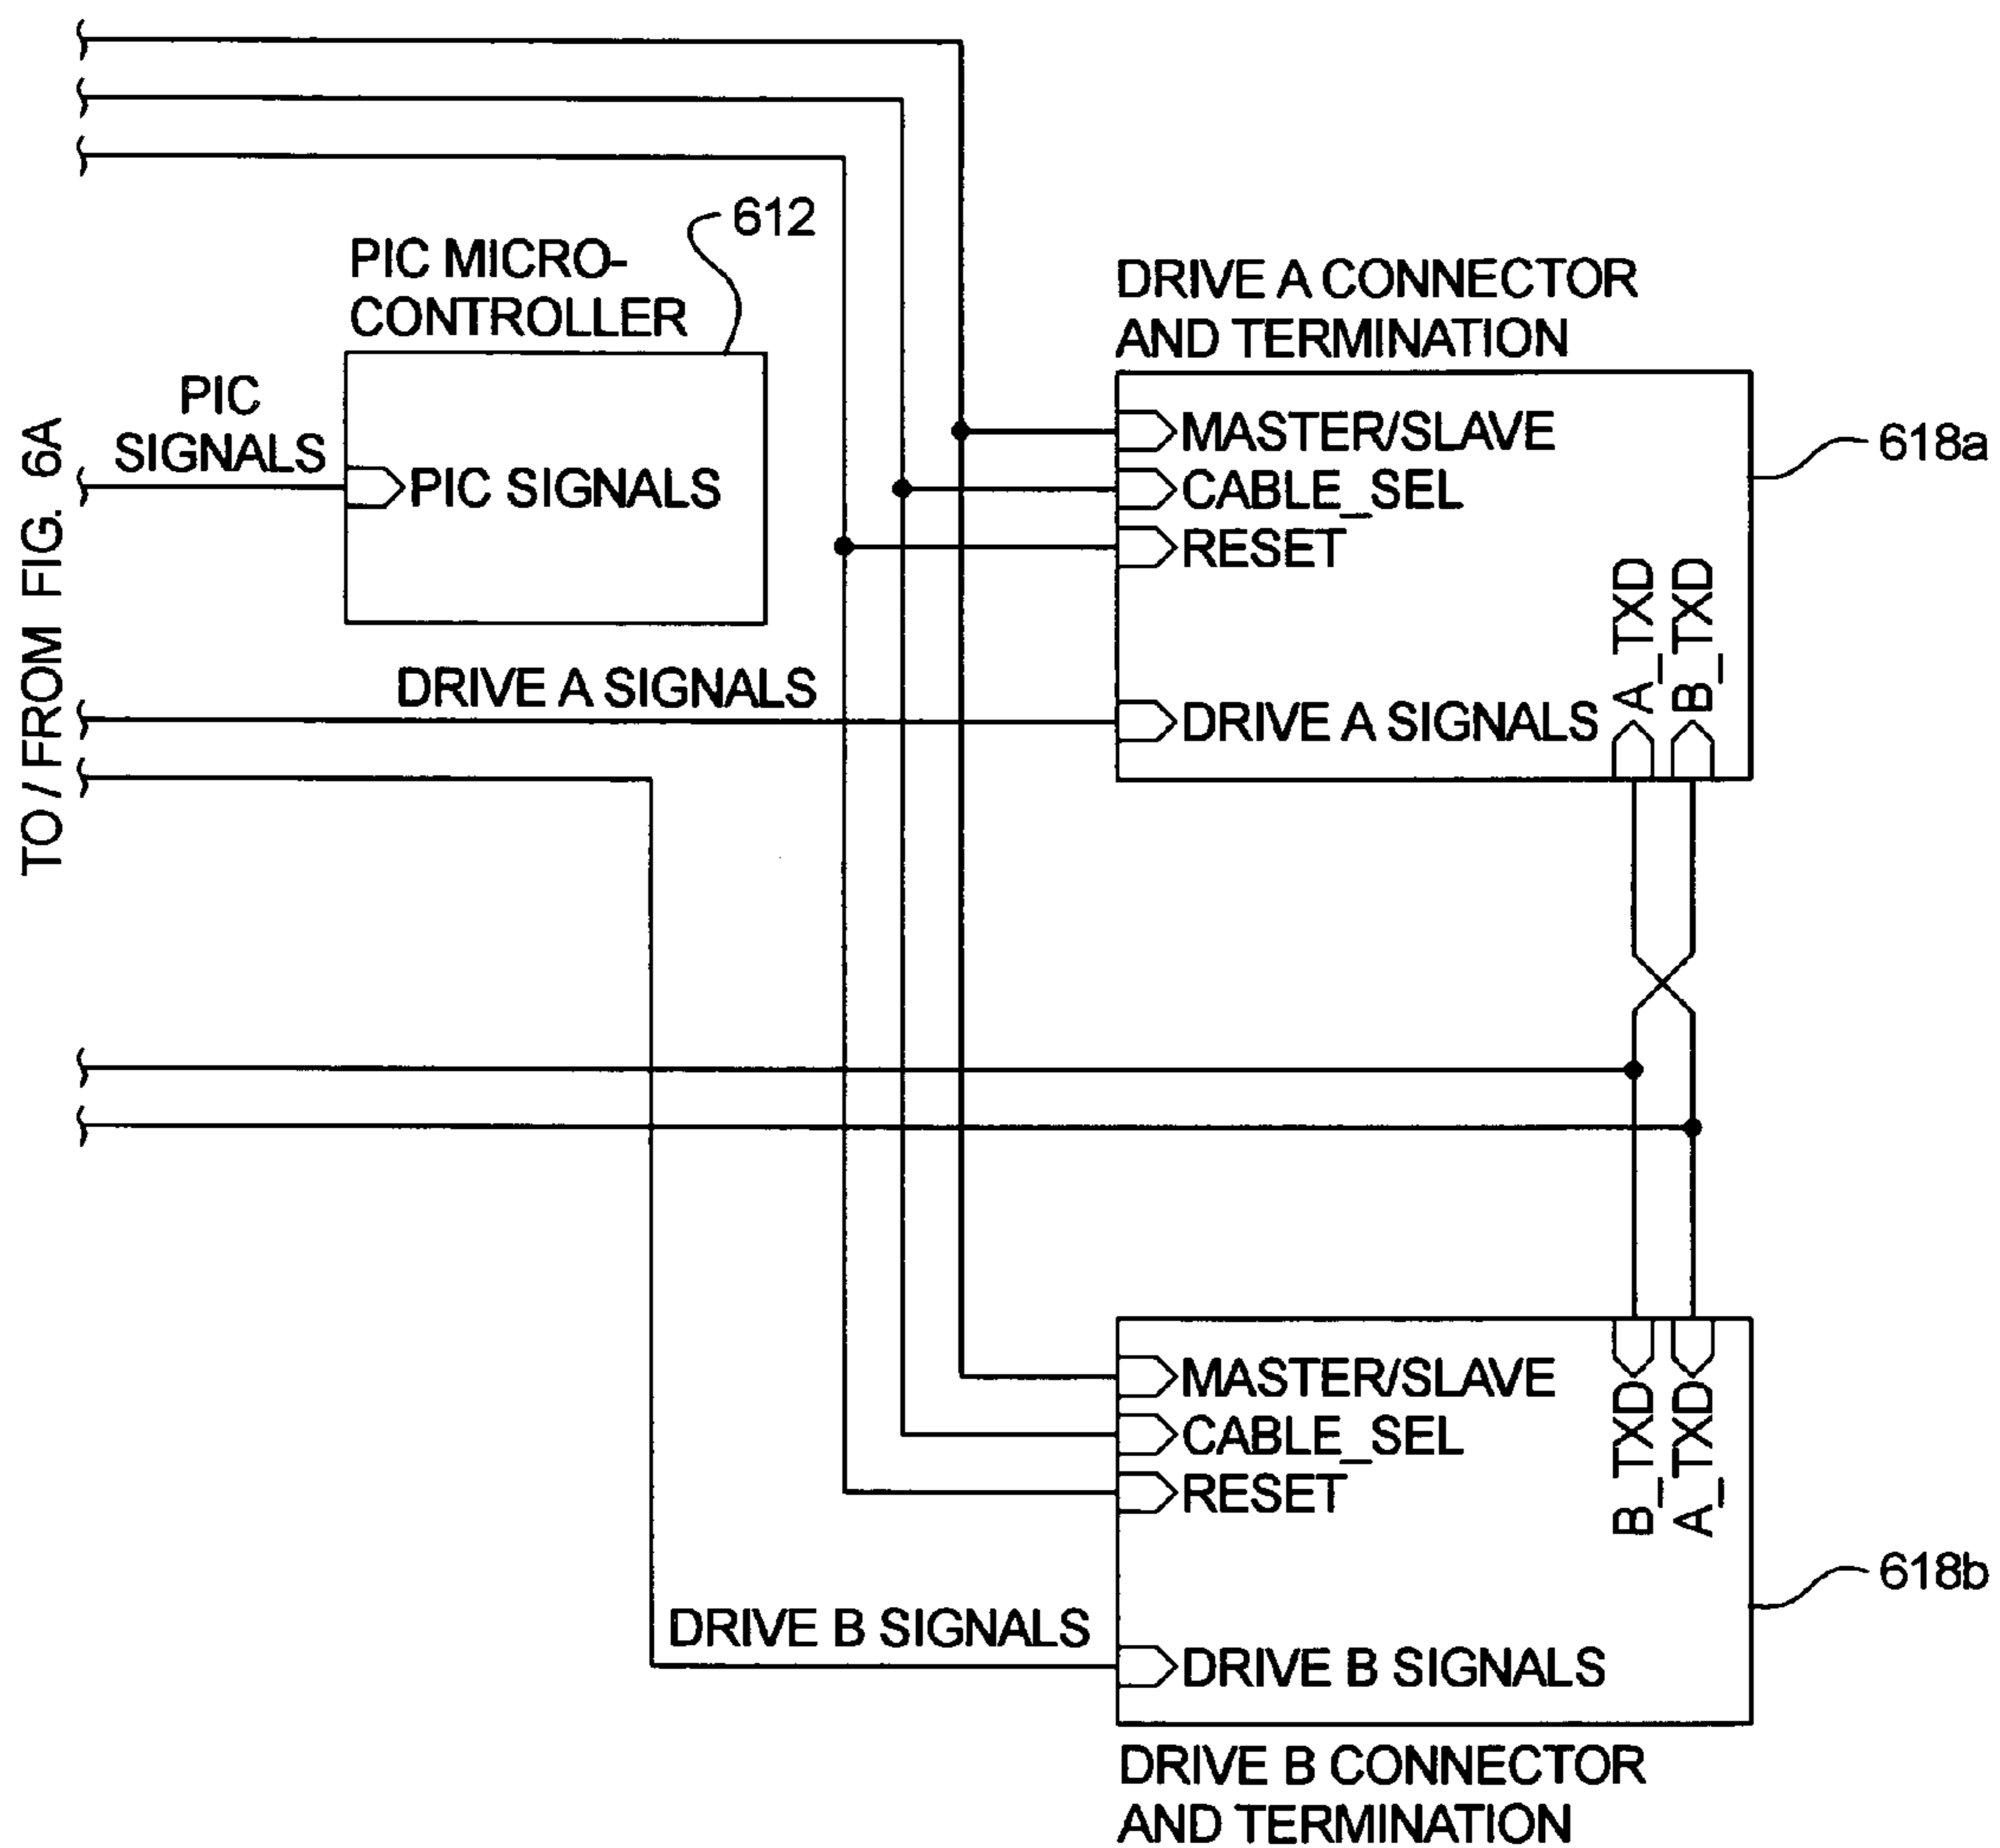 TO / FROM FIG. 6A
612
PIC MICRO-
CONTROLLER
PIC
SIGNALS
PIC SIGNALS
DRIVE A CONNECTOR
AND TERMINATION
618a
MASTER/SLAVE
CABLE_SEL
RESET
A_TXD
B_TXD
DRIVE A SIGNALS
DRIVE A SIGNALS
MASTER/SLAVE
CABLE_SEL
RESET
B_TXD
A_TXD
618b
DRIVE B SIGNALS
DRIVE B SIGNALS
DRIVE B CONNECTOR
AND TERMINATION